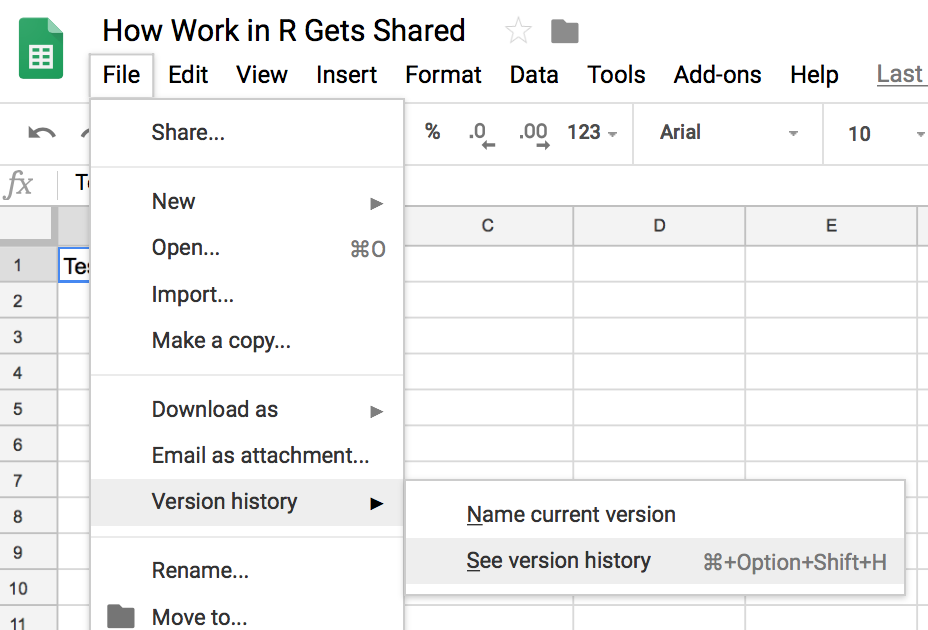 How Work in R Gets Shared
File Edit View Insert Format Data Tools Add-ons Help Last
% .0 .00 123 Arial 10
fx
C D E
1
2
3
4
5
6
7
8
9
10
11
Share...
New
Open... ⌘O
Import...
Make a copy...
Download as
Email as attachment...
Version history
Name current version
See version history ⌘+Option+Shift+H
Rename...
Move to...